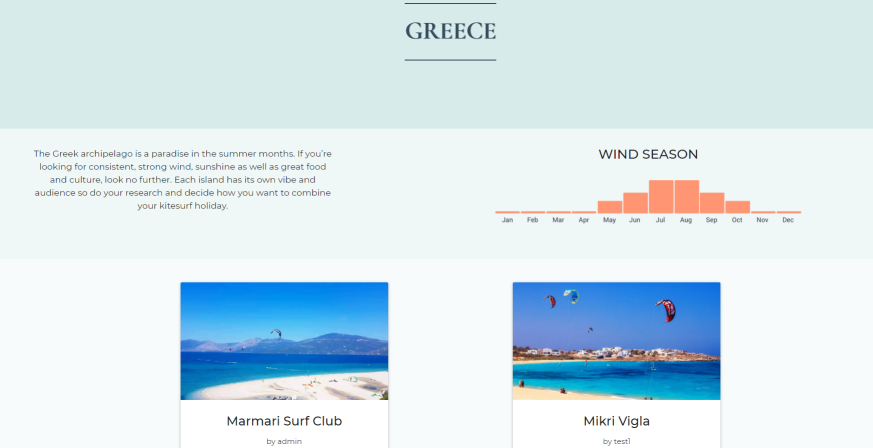 GREECE
The Greek archipelago is a paradise in the summer months. If you're
looking for consistent, strong wind, sunshine as well as great food
and culture, look no further. Each island has its own vibe and
audience so do your research and decide how you want to combine
your kitesurf holiday.
WIND SEASON
Jan Feb Mar Apr May Jun Jul Aug Sep Oct Nov Dec
Marmari Surf Club
by admin
Mikri Vigla
by test1